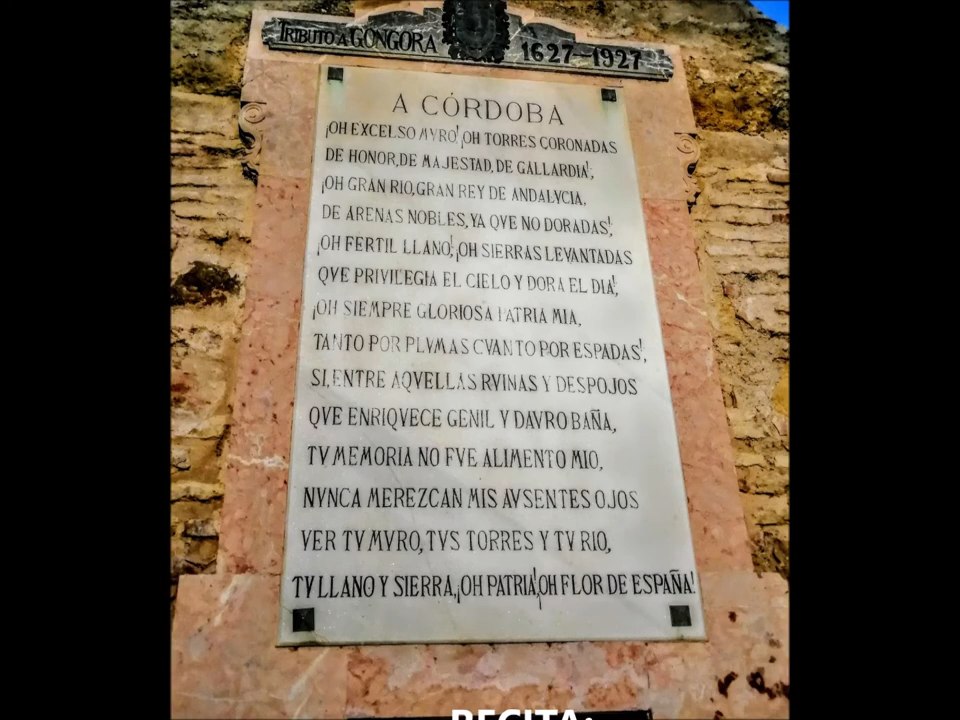 TRIBUTO A GONGORA 1627-1927
A CÓRDOBA
¡OH EXCELSO MVRO! ¡OH TORRES CORONADAS
DE HONOR, DE MAJESTAD, DE GALLARDIA!;
¡OH GRAN RIO, GRAN REY DE ANDALVCIA,
DE ARENAS NOBLES, YA QVE NO DORADAS!;
¡OH FERTIL LLANO!; ¡OH SIERRAS LEVANTADAS
QVE PRIVILEGIA EL CIELO Y DORA EL DIA!;
¡OH SIEMPRE GLORIOSA PATRIA MIA,
TANTO POR PLVMAS CVANTO POR ESPADAS!;
SI, ENTRE AQVELLAS RVINAS Y DESPOJOS
QVE ENRIQVECE GENIL Y DAVRO BAÑA,
TV MEMORIA NO FVE ALIMENTO MIO,
NVNCA MEREZCAN MIS AVSENTES OJOS
VER TV MVRO, TVS TORRES Y TV RIO,
TV LLANO Y SIERRA, ¡OH PATRIA!, ¡OH FLOR DE ESPAÑA!
RECITA: